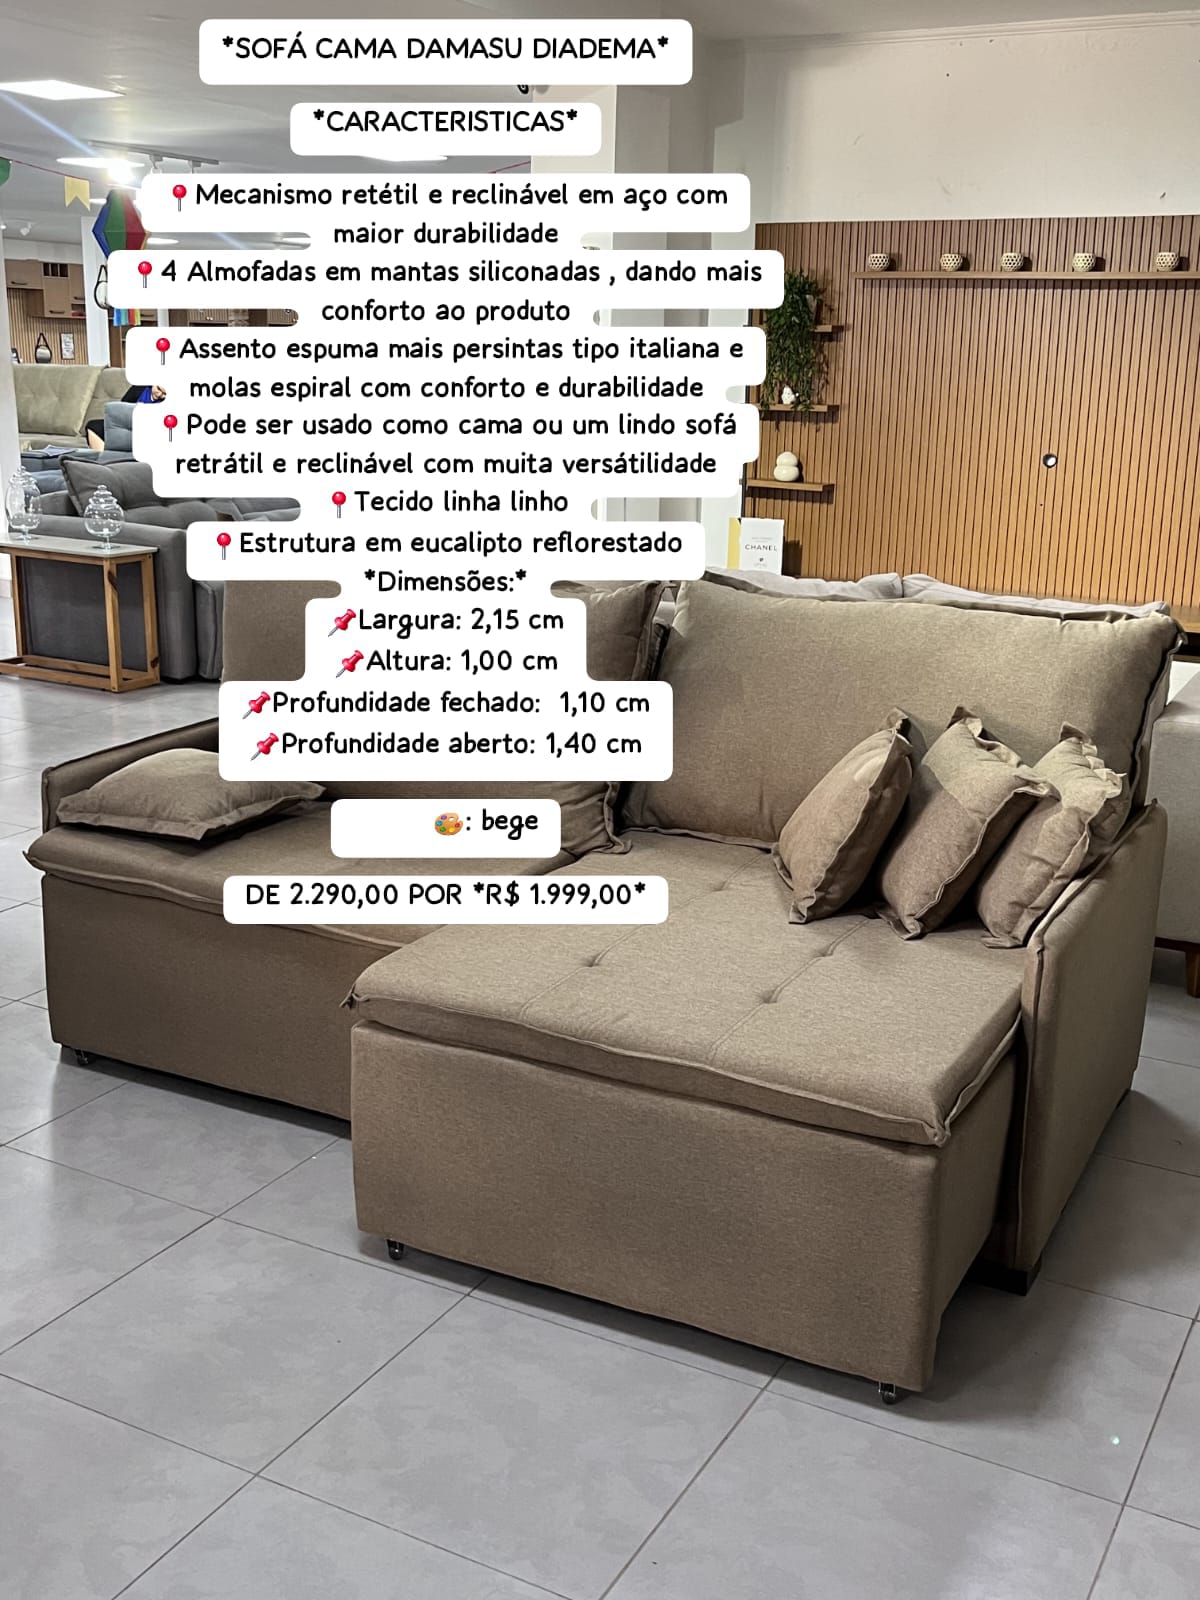 *SOFÁ CAMA DAMASU DIADEMA*
*CARACTERISTICAS*
📍Mecanismo retétil e reclinável em aço com
maior durabilidade
📍4 Almofadas em mantas siliconadas , dando mais
conforto ao produto
📍Assento espuma mais persintas tipo italiana e
molas espiral com conforto e durabilidade
📍Pode ser usado como cama ou um lindo sofá
retrátil e reclinável com muita versátilidade
📍Tecido linha linho
📍Estrutura em eucalipto reflorestado
*Dimensões:*
📌Largura: 2,15 cm
📌Altura: 1,00 cm
📌Profundidade fechado:  1,10 cm
📌Profundidade aberto: 1,40 cm
🎨: bege
DE 2.290,00 POR *R$ 1.999,00*
CHANEL